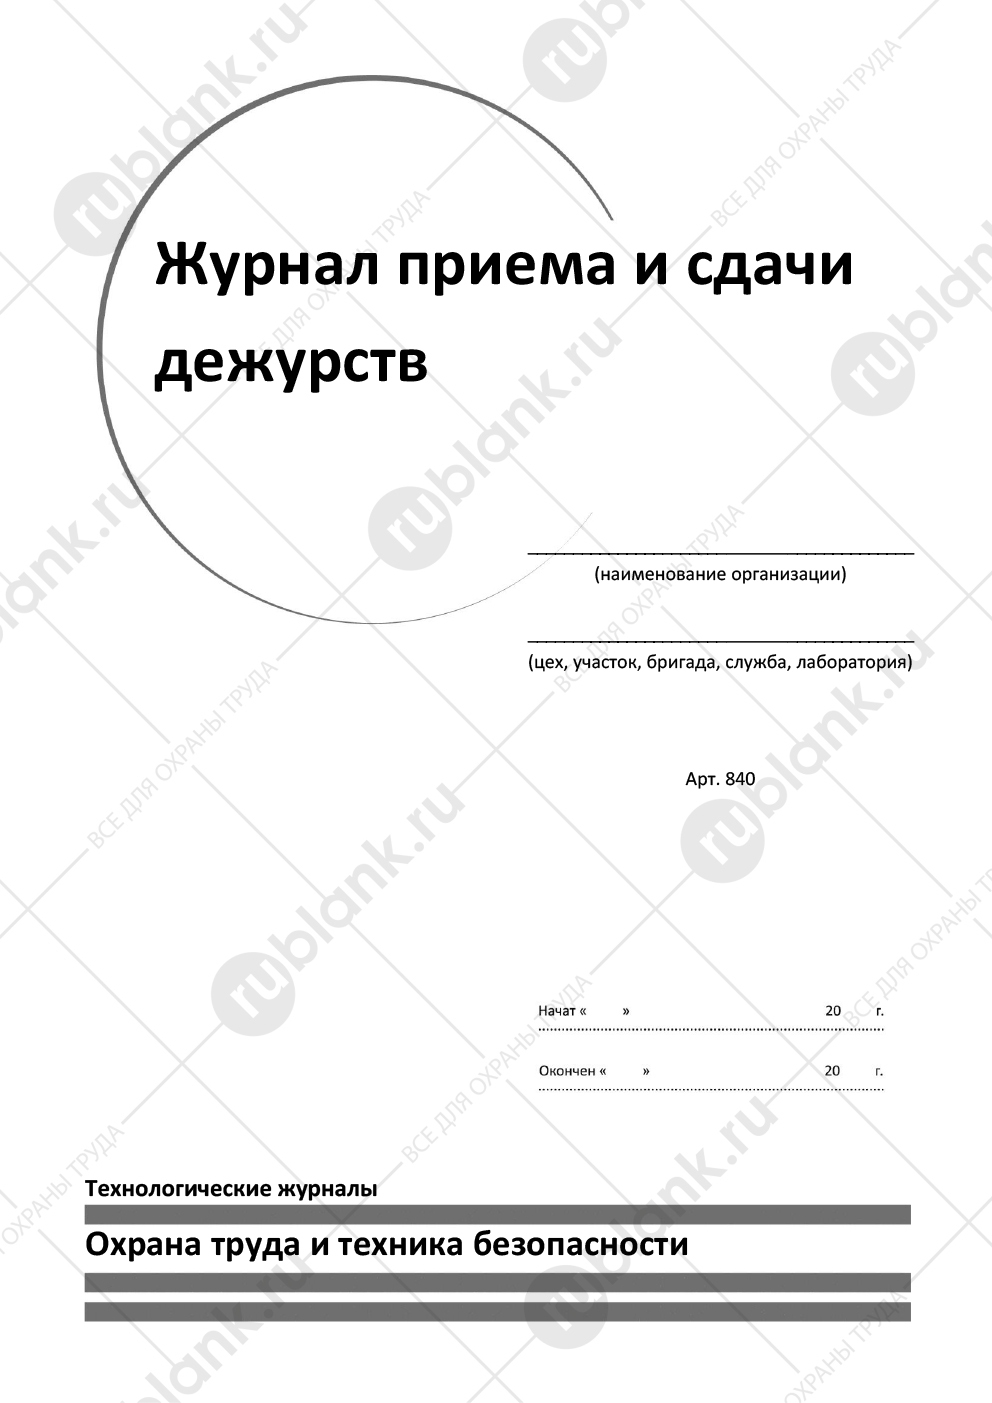 Журнал приема и сдачи
дежурств
(наименование организации)
(цех, участок, бригада, служба, лаборатория)
Арт. 840
Начат « » 20 г.
Окончен « » 20 г.
Технологические журналы
Охрана труда и техника безопасности
rublank.ru
ВСЕ ДЛЯ ОХРАНЫ ТРУДА